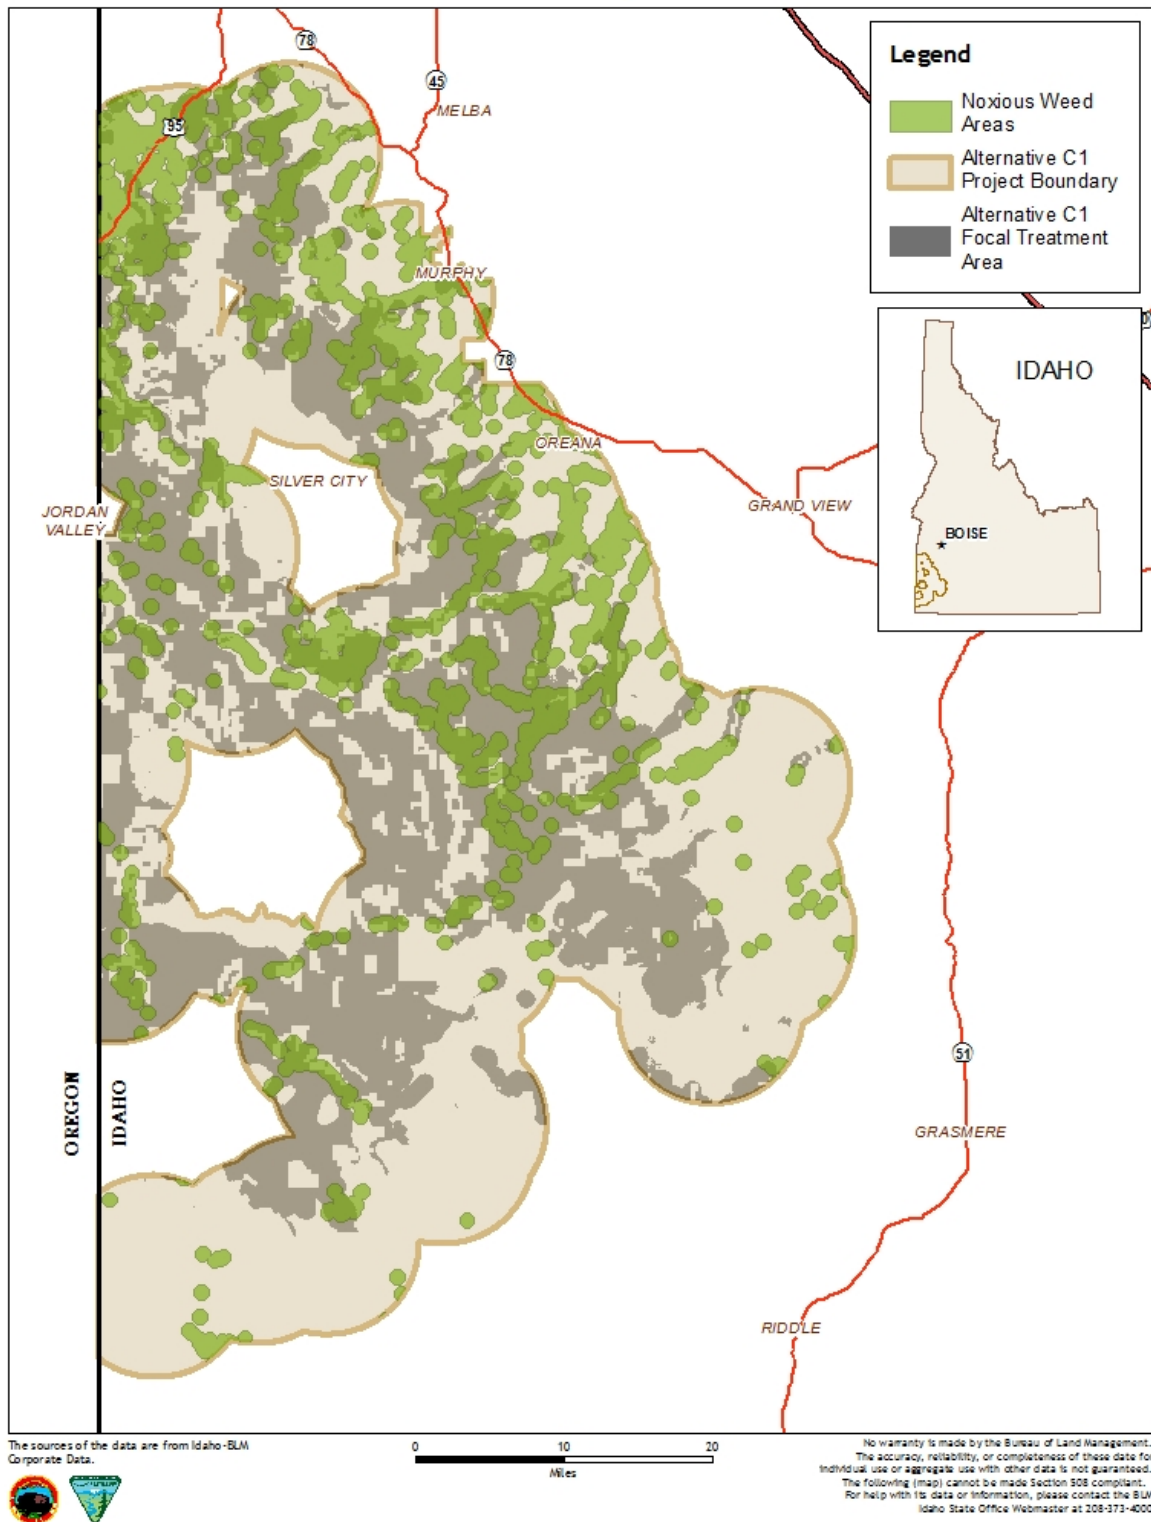 78
45
MELBA
95
Legend
Noxious Weed
Areas
Alternative C1
Project Boundary
Alternative C1
Focal Treatment
Area
MURPHY
78
IDAHO
OREANA
SILVER CITY
GRAND VIEW
JORDAN
VALLEY
BOISE
51
OREGON
IDAHO
GRASMERE
RIDDLE
The sources of the data are from Idaho-BLM
Corporate Data.
0 10 20
Miles
No warranty is made by the Bureau of Land Management.
The accuracy, reliability, or completeness of these date for
individual use or aggregate use with other data is not guaranteed.
The following (map) cannot be made Section 508 compliant.
For help with its data or information, please contact the BLM
Idaho State Office Webmaster at 208-373-4000